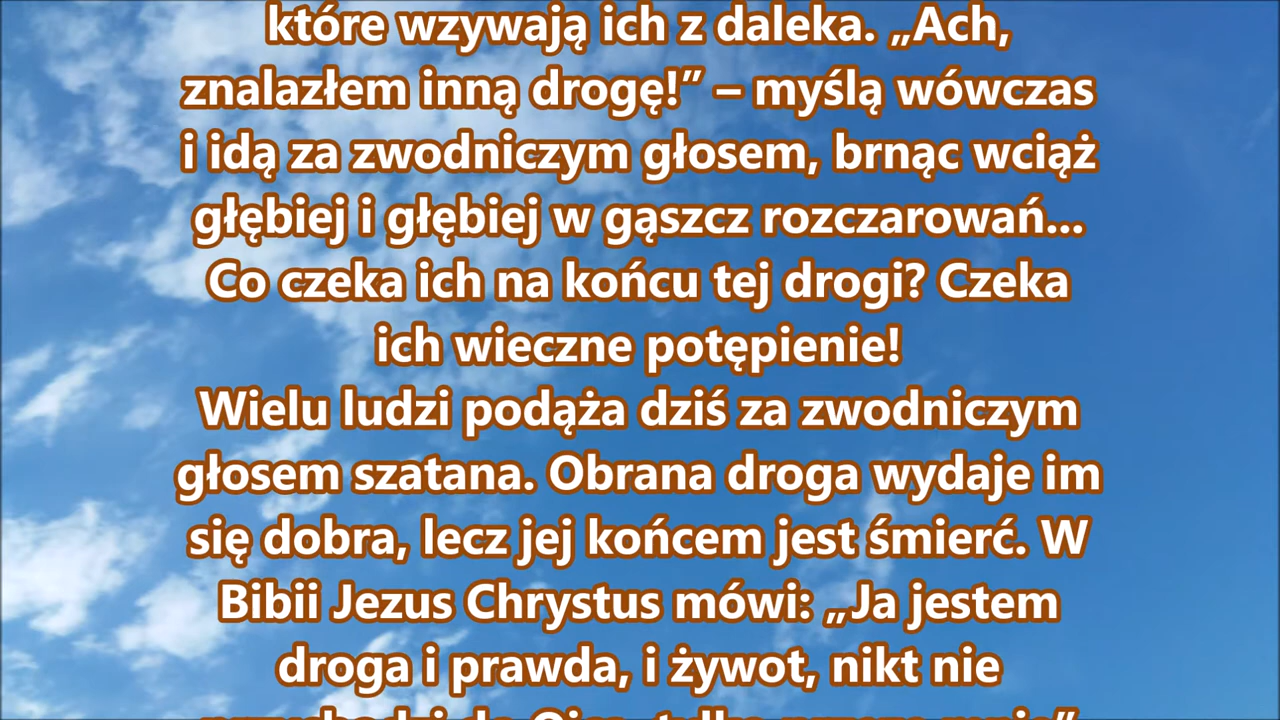 które wzywają ich z daleka. „Ach,
znalazłem inną drogę!” – myślą wówczas
i idą za zwodniczym głosem, brnąc wciąż
głębiej i głębiej w gąszcz rozczarowań...
Co czeka ich na końcu tej drogi? Czeka
ich wieczne potępienie!
Wielu ludzi podąża dziś za zwodniczym
głosem szatana. Obrana droga wydaje im
się dobra, lecz jej końcem jest śmierć. W
Bibii Jezus Chrystus mówi: „Ja jestem
droga i prawda, i żywot, nikt nie